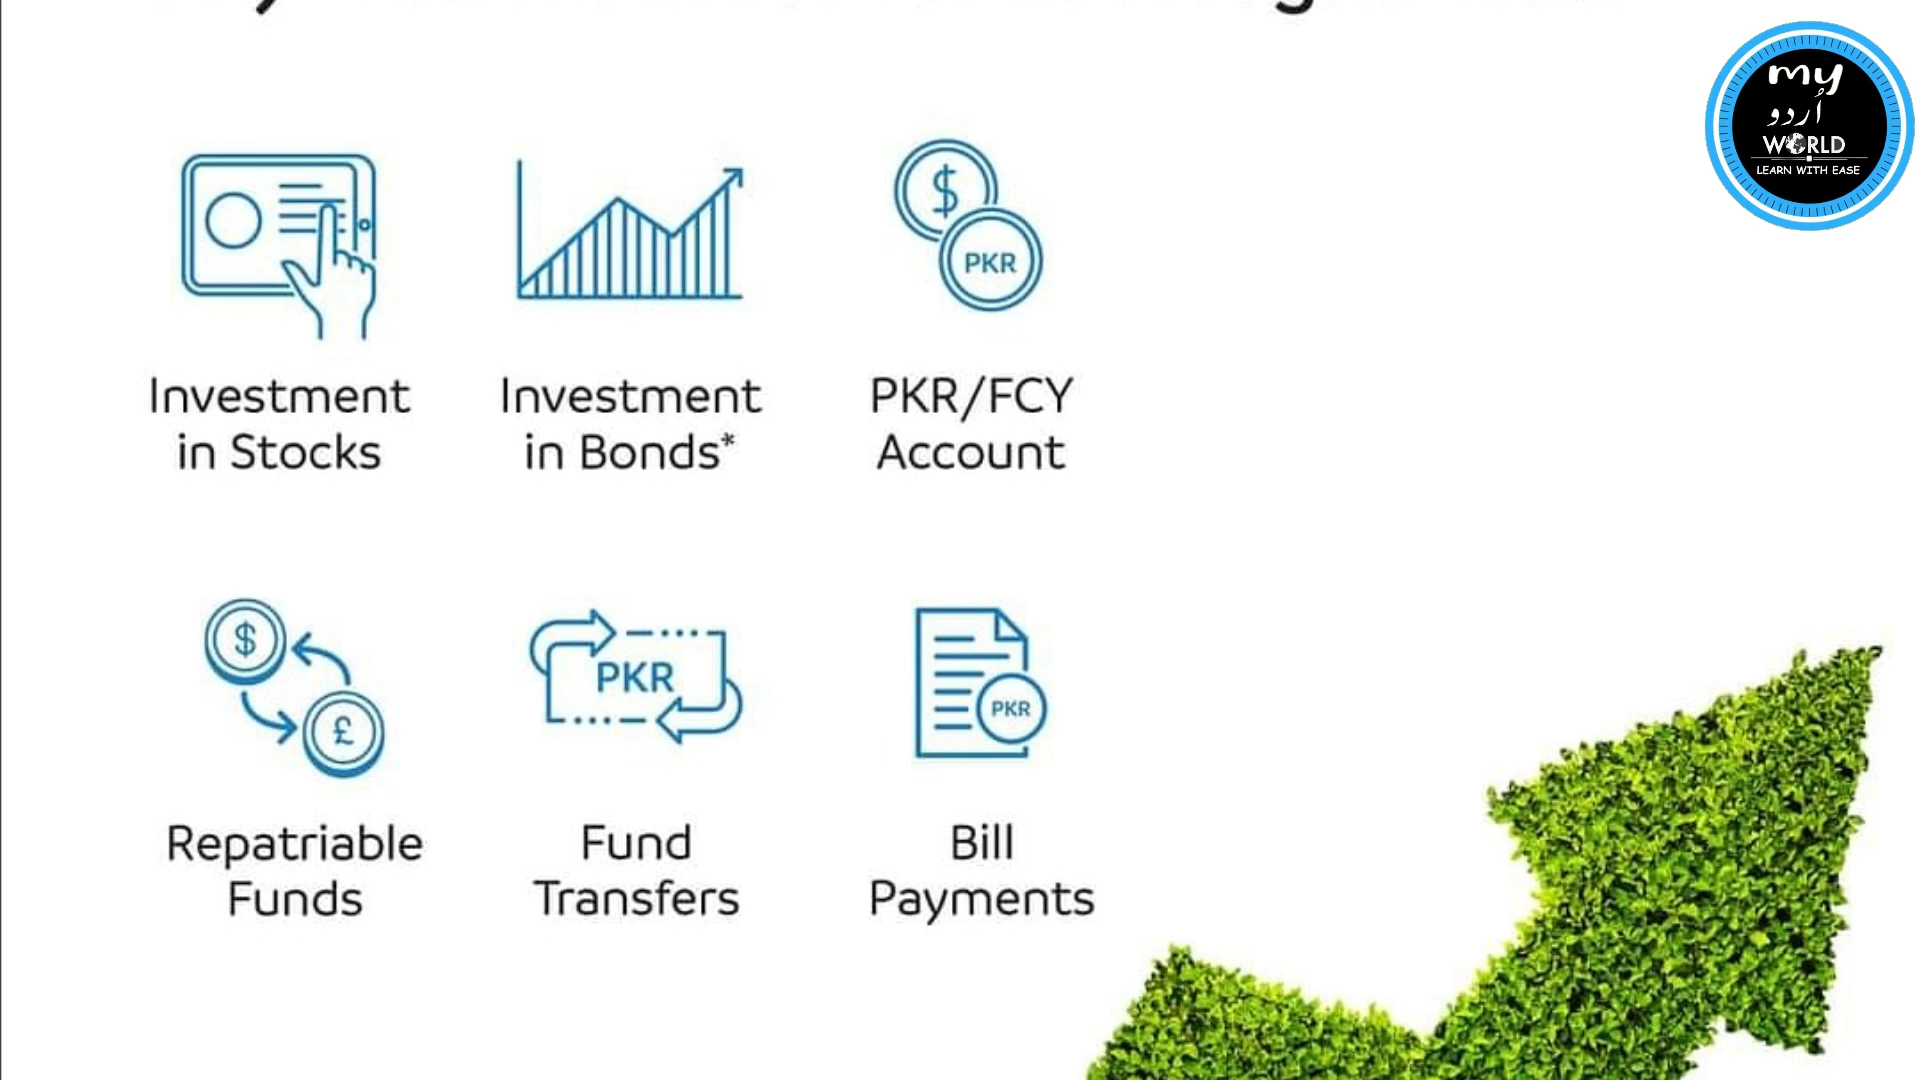 my
اُردو
WORLD
LEARN WITH EASE
$
PKR
Investment
in Stocks
Investment
in Bonds*
PKR/FCY
Account
$
£
PKR
PKR
Repatriable
Funds
Fund
Transfers
Bill
Payments